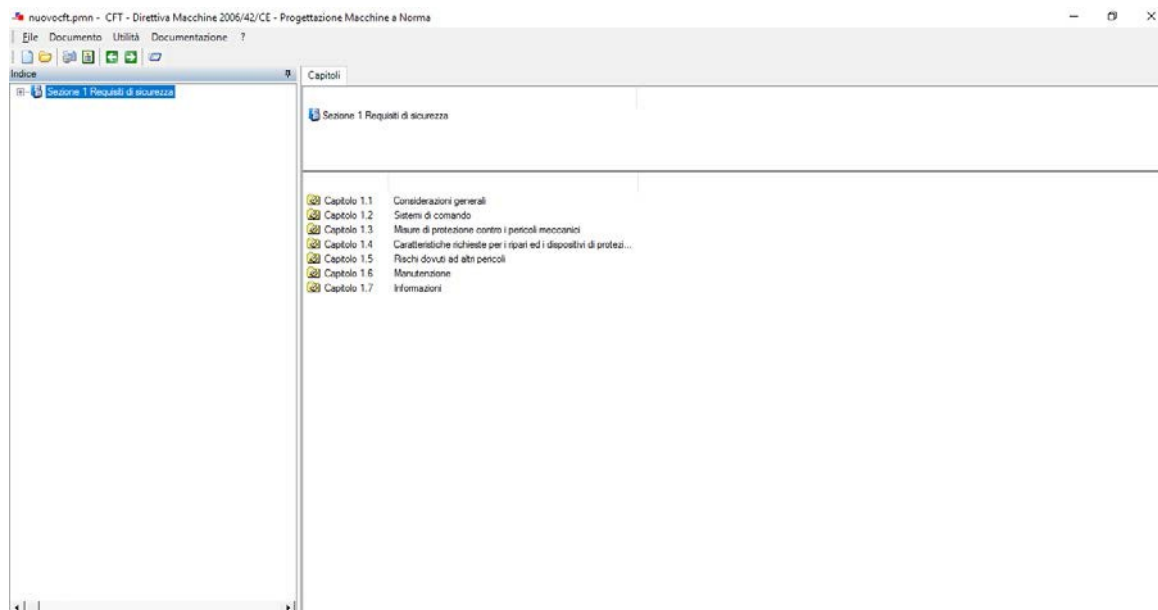 nuovocft.pmn - CFT - Direttiva Macchine 2006/42/CE - Progettazione Macchine a Norma
File Documento Utilità Documentazione ?
Indice
Capitoli
Sezione 1 Requisiti di sicurezza
Sezione 1 Requisiti di sicurezza
Capitolo 1.1 Considerazioni generali
Capitolo 1.2 Sistemi di comando
Capitolo 1.3 Misure di protezione contro i pericoli meccanici
Capitolo 1.4 Caratteristiche richieste per i ripari ed i dispositivi di protezi...
Capitolo 1.5 Rischi dovuti ad altri pericoli
Capitolo 1.6 Manutenzione
Capitolo 1.7 Informazioni